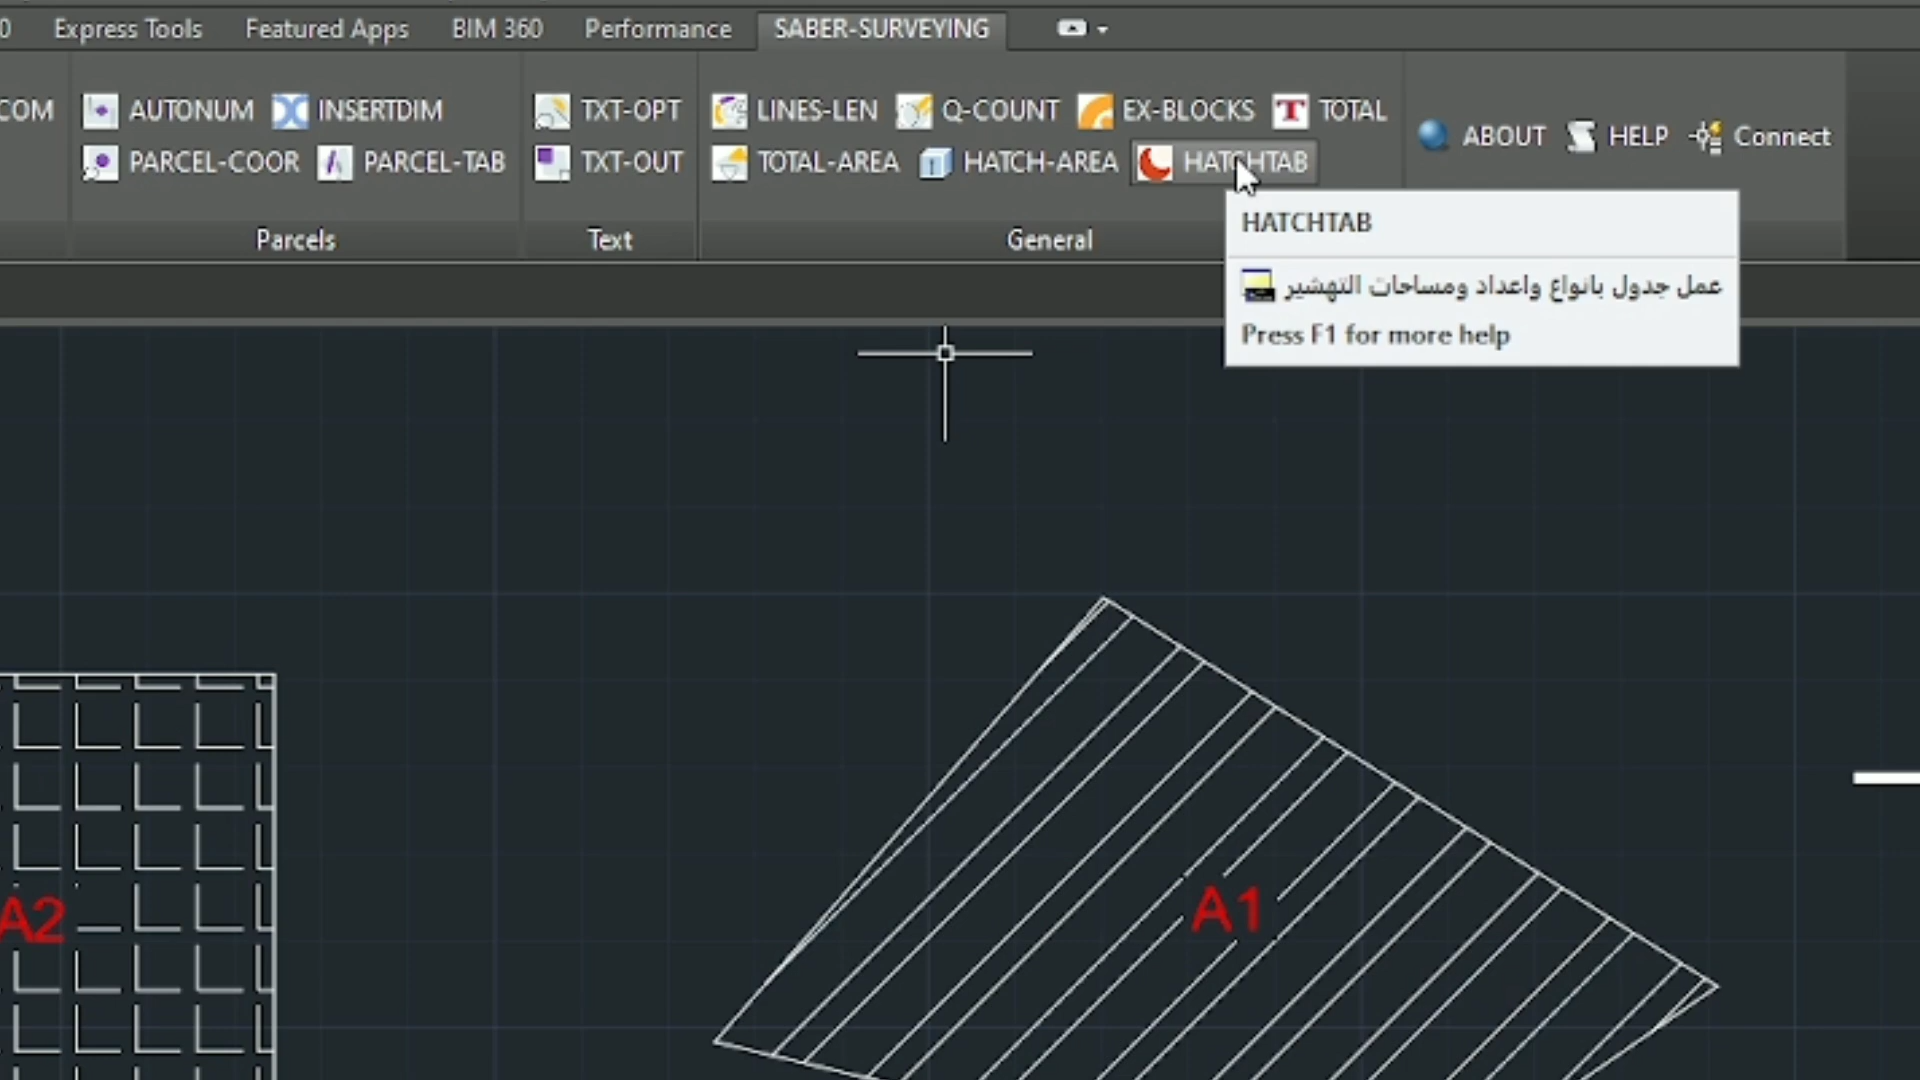 0 Express Tools Featured Apps BIM 360 Performance SABER-SURVEYING
COM AUTONUM INSERTDIM TXT-OPT LINES-LEN Q-COUNT EX-BLOCKS TOTAL
ABOUT HELP Connect
PARCEL-COOR PARCEL-TAB TXT-OUT TOTAL-AREA HATCH-AREA HATCHTAB
Parcels Text General
HATCHTAB
عمل جدول بانواع واعداد ومساحات التهشير
Press F1 for more help
A2
A1